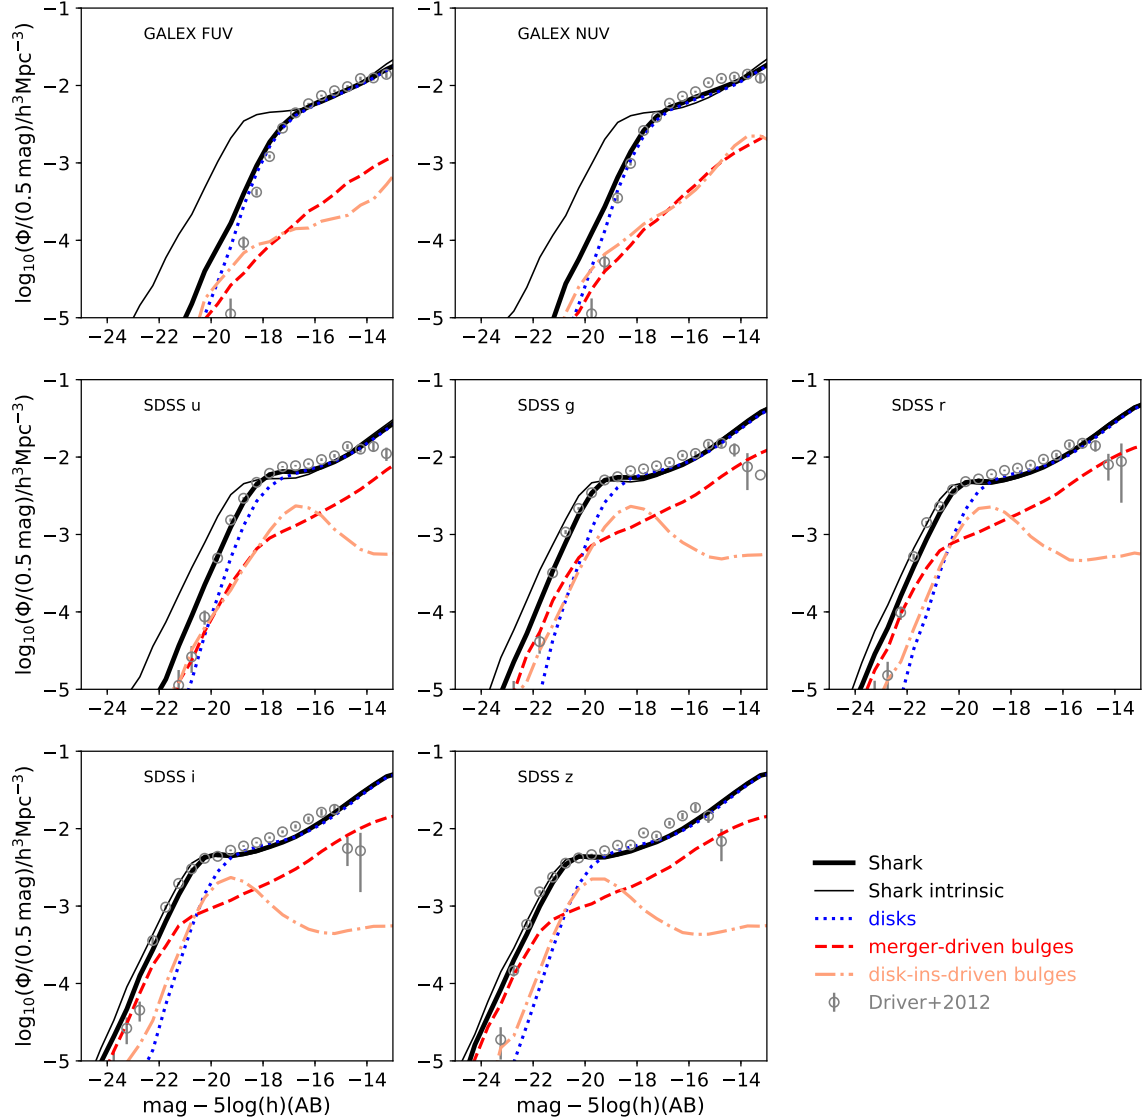 GALEX FUV
log₁₀(Φ/(0.5 mag)/h³Mpc⁻³)
−1
−2
−3
−4
−5
−24 −22 −20 −18 −16 −14
GALEX NUV
−1
−2
−3
−4
−5
−24 −22 −20 −18 −16 −14
SDSS u
log₁₀(Φ/(0.5 mag)/h³Mpc⁻³)
−1
−2
−3
−4
−5
−24 −22 −20 −18 −16 −14
SDSS g
−1
−2
−3
−4
−5
−24 −22 −20 −18 −16 −14
SDSS r
−1
−2
−3
−4
−5
−24 −22 −20 −18 −16 −14
SDSS i
log₁₀(Φ/(0.5 mag)/h³Mpc⁻³)
−1
−2
−3
−4
−5
−24 −22 −20 −18 −16 −14
mag − 5log(h)(AB)
SDSS z
−1
−2
−3
−4
−5
−24 −22 −20 −18 −16 −14
mag − 5log(h)(AB)
Shark
Shark intrinsic
disks
merger-driven bulges
disk-ins-driven bulges
Driver+2012